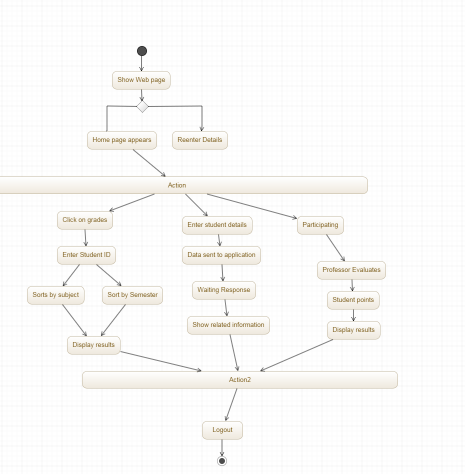 Show Web page
Home page appears
Reenter Details
Action
Click on grades
Enter student details
Participating
Enter Student ID
Data sent to application
Professor Evaluates
Sorts by subject
Sort by Semester
Waiting Response
Student points
Show related information
Display results
Display results
Action2
Logout